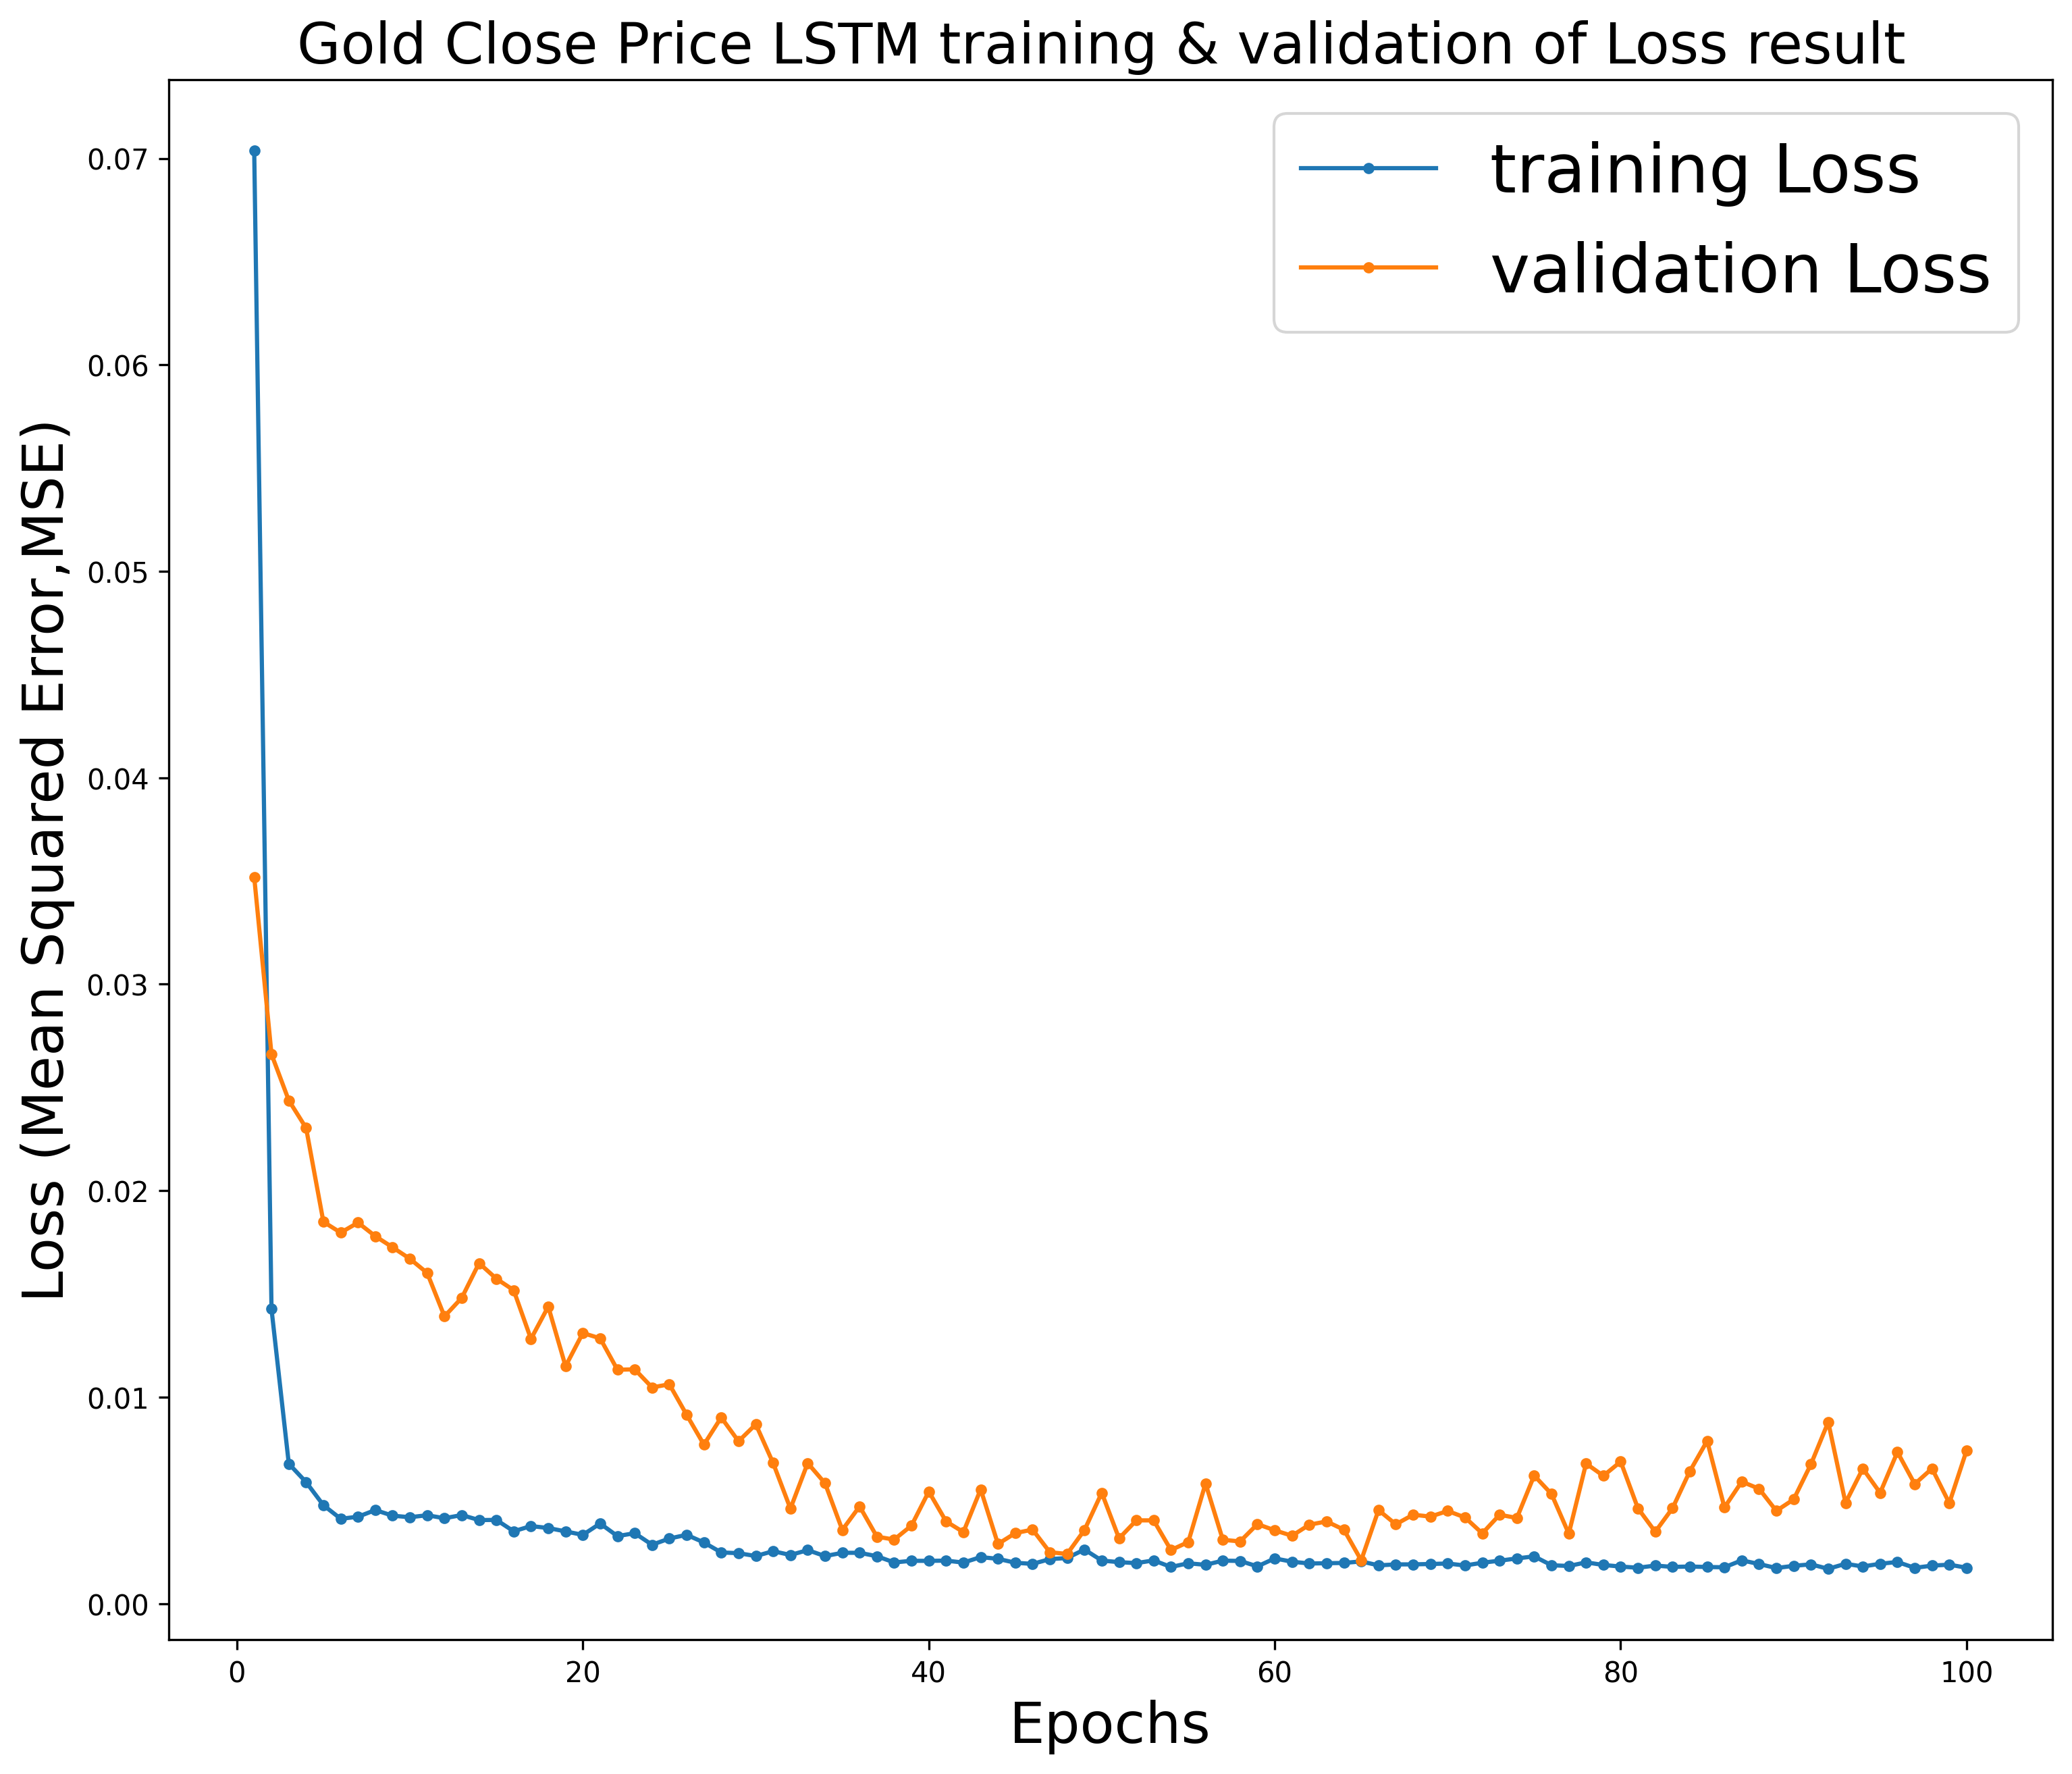 Gold Close Price LSTM training & validation of Loss result
training Loss
validation Loss
Loss (Mean Squared Error,MSE)
0.07
0.06
0.05
0.04
0.03
0.02
0.01
0.00
0 20 40 60 80 100
Epochs